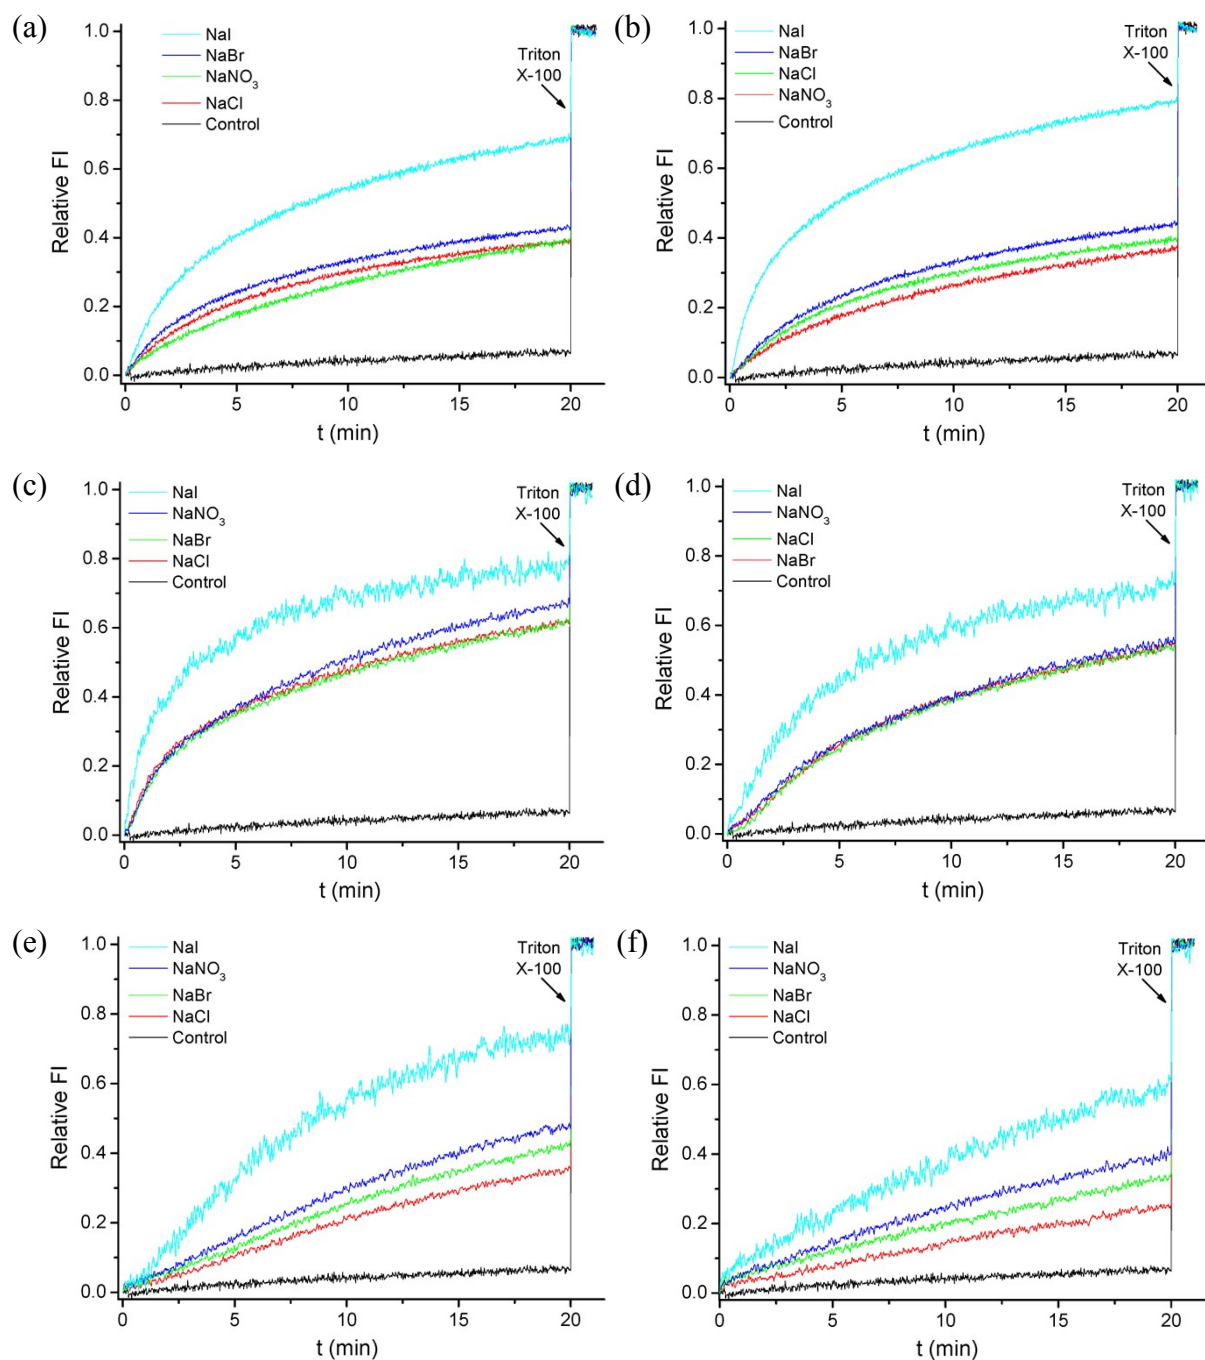 (a)
NaI
NaBr
NaNO3
NaCl
Control
Triton
X-100
Relative FI
1.0
0.8
0.6
0.4
0.2
0.0
0 5 10 15 20
t (min)
(b)
NaI
NaBr
NaCl
NaNO3
Control
Triton
X-100
Relative FI
1.0
0.8
0.6
0.4
0.2
0.0
0 5 10 15 20
t (min)
(c)
NaI
NaNO3
NaBr
NaCl
Control
Triton
X-100
Relative FI
1.0
0.8
0.6
0.4
0.2
0.0
0 5 10 15 20
t (min)
(d)
NaI
NaNO3
NaCl
NaBr
Control
Triton
X-100
Relative FI
1.0
0.8
0.6
0.4
0.2
0.0
0 5 10 15 20
t (min)
(e)
NaI
NaNO3
NaBr
NaCl
Control
Triton
X-100
Relative FI
1.0
0.8
0.6
0.4
0.2
0.0
0 5 10 15 20
t (min)
(f)
NaI
NaNO3
NaBr
NaCl
Control
Triton
X-100
Relative FI
1.0
0.8
0.6
0.4
0.2
0.0
0 5 10 15 20
t (min)